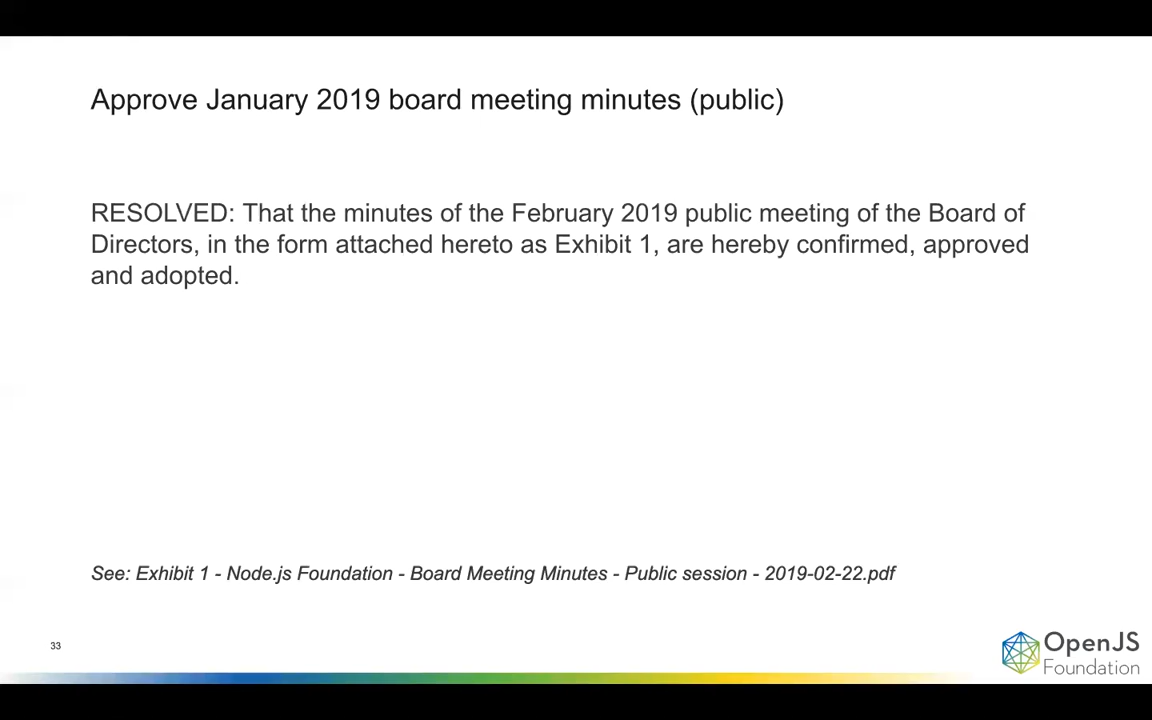 Approve January 2019 board meeting minutes (public)
RESOLVED: That the minutes of the February 2019 public meeting of the Board of
Directors, in the form attached hereto as Exhibit 1, are hereby confirmed, approved
and adopted.
See: Exhibit 1 - Node.js Foundation - Board Meeting Minutes - Public session - 2019-02-22.pdf
33
OpenJS
Foundation